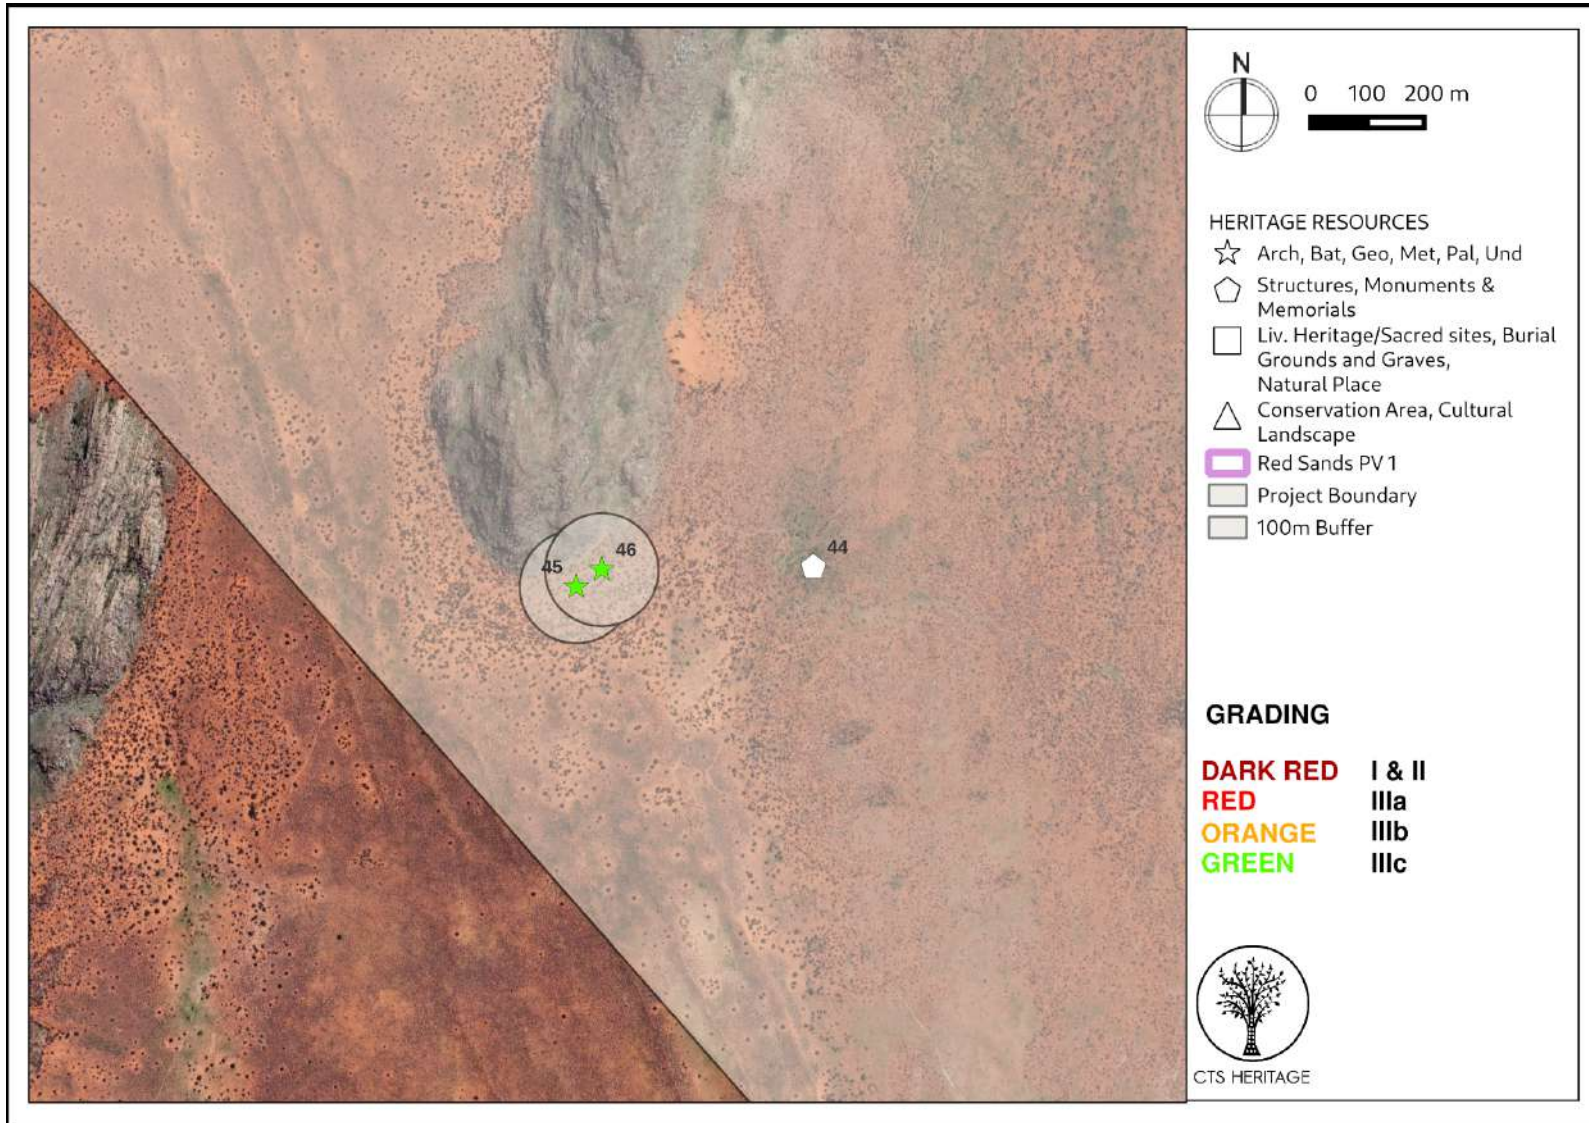 N
0 100 200 m
HERITAGE RESOURCES
Arch, Bat, Geo, Met, Pal, Und
Structures, Monuments &
Memorials
Liv. Heritage/Sacred sites, Burial
Grounds and Graves,
Natural Place
Conservation Area, Cultural
Landscape
Red Sands PV 1
Project Boundary
100m Buffer
45
46
44
GRADING
DARK RED I & II
RED IIIa
ORANGE IIIb
GREEN IIIc
CTS HERITAGE